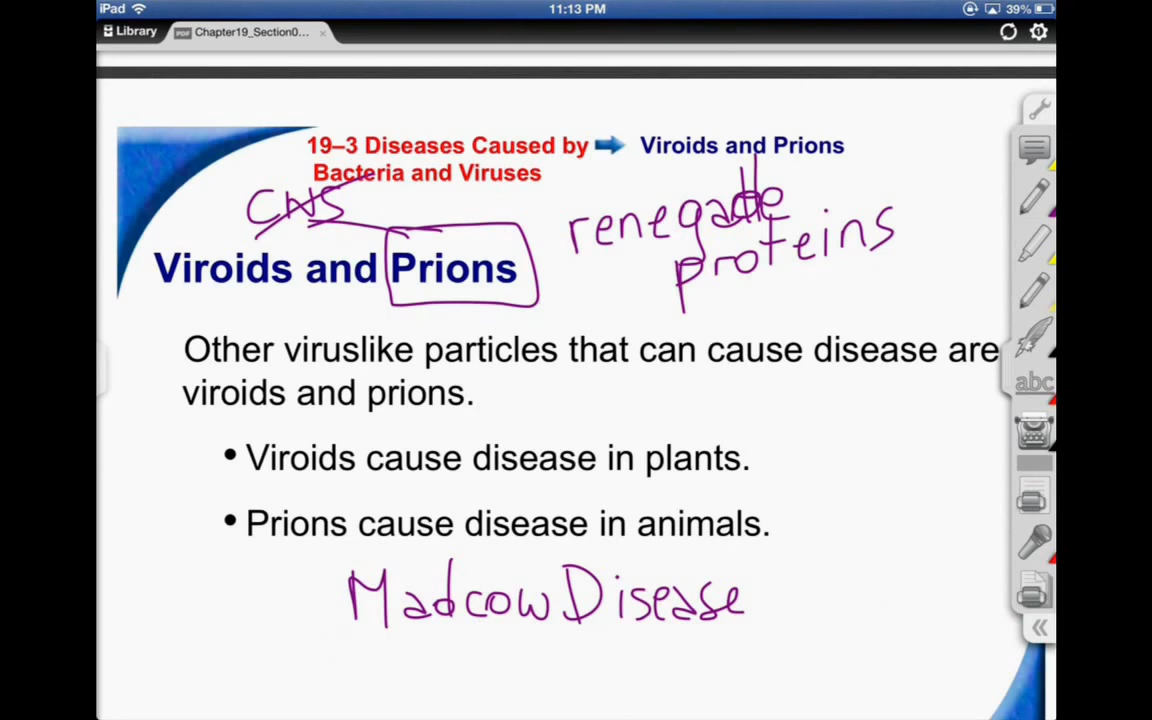 iPad 11:13 PM 39%
Library Chapter19_Section0... x
19–3 Diseases Caused by Viroids and Prions
Bacteria and Viruses
CNS
renegade
proteins
Viroids and Prions
Other viruslike particles that can cause disease are
viroids and prions.
• Viroids cause disease in plants.
• Prions cause disease in animals.
Madcow Disease
abc